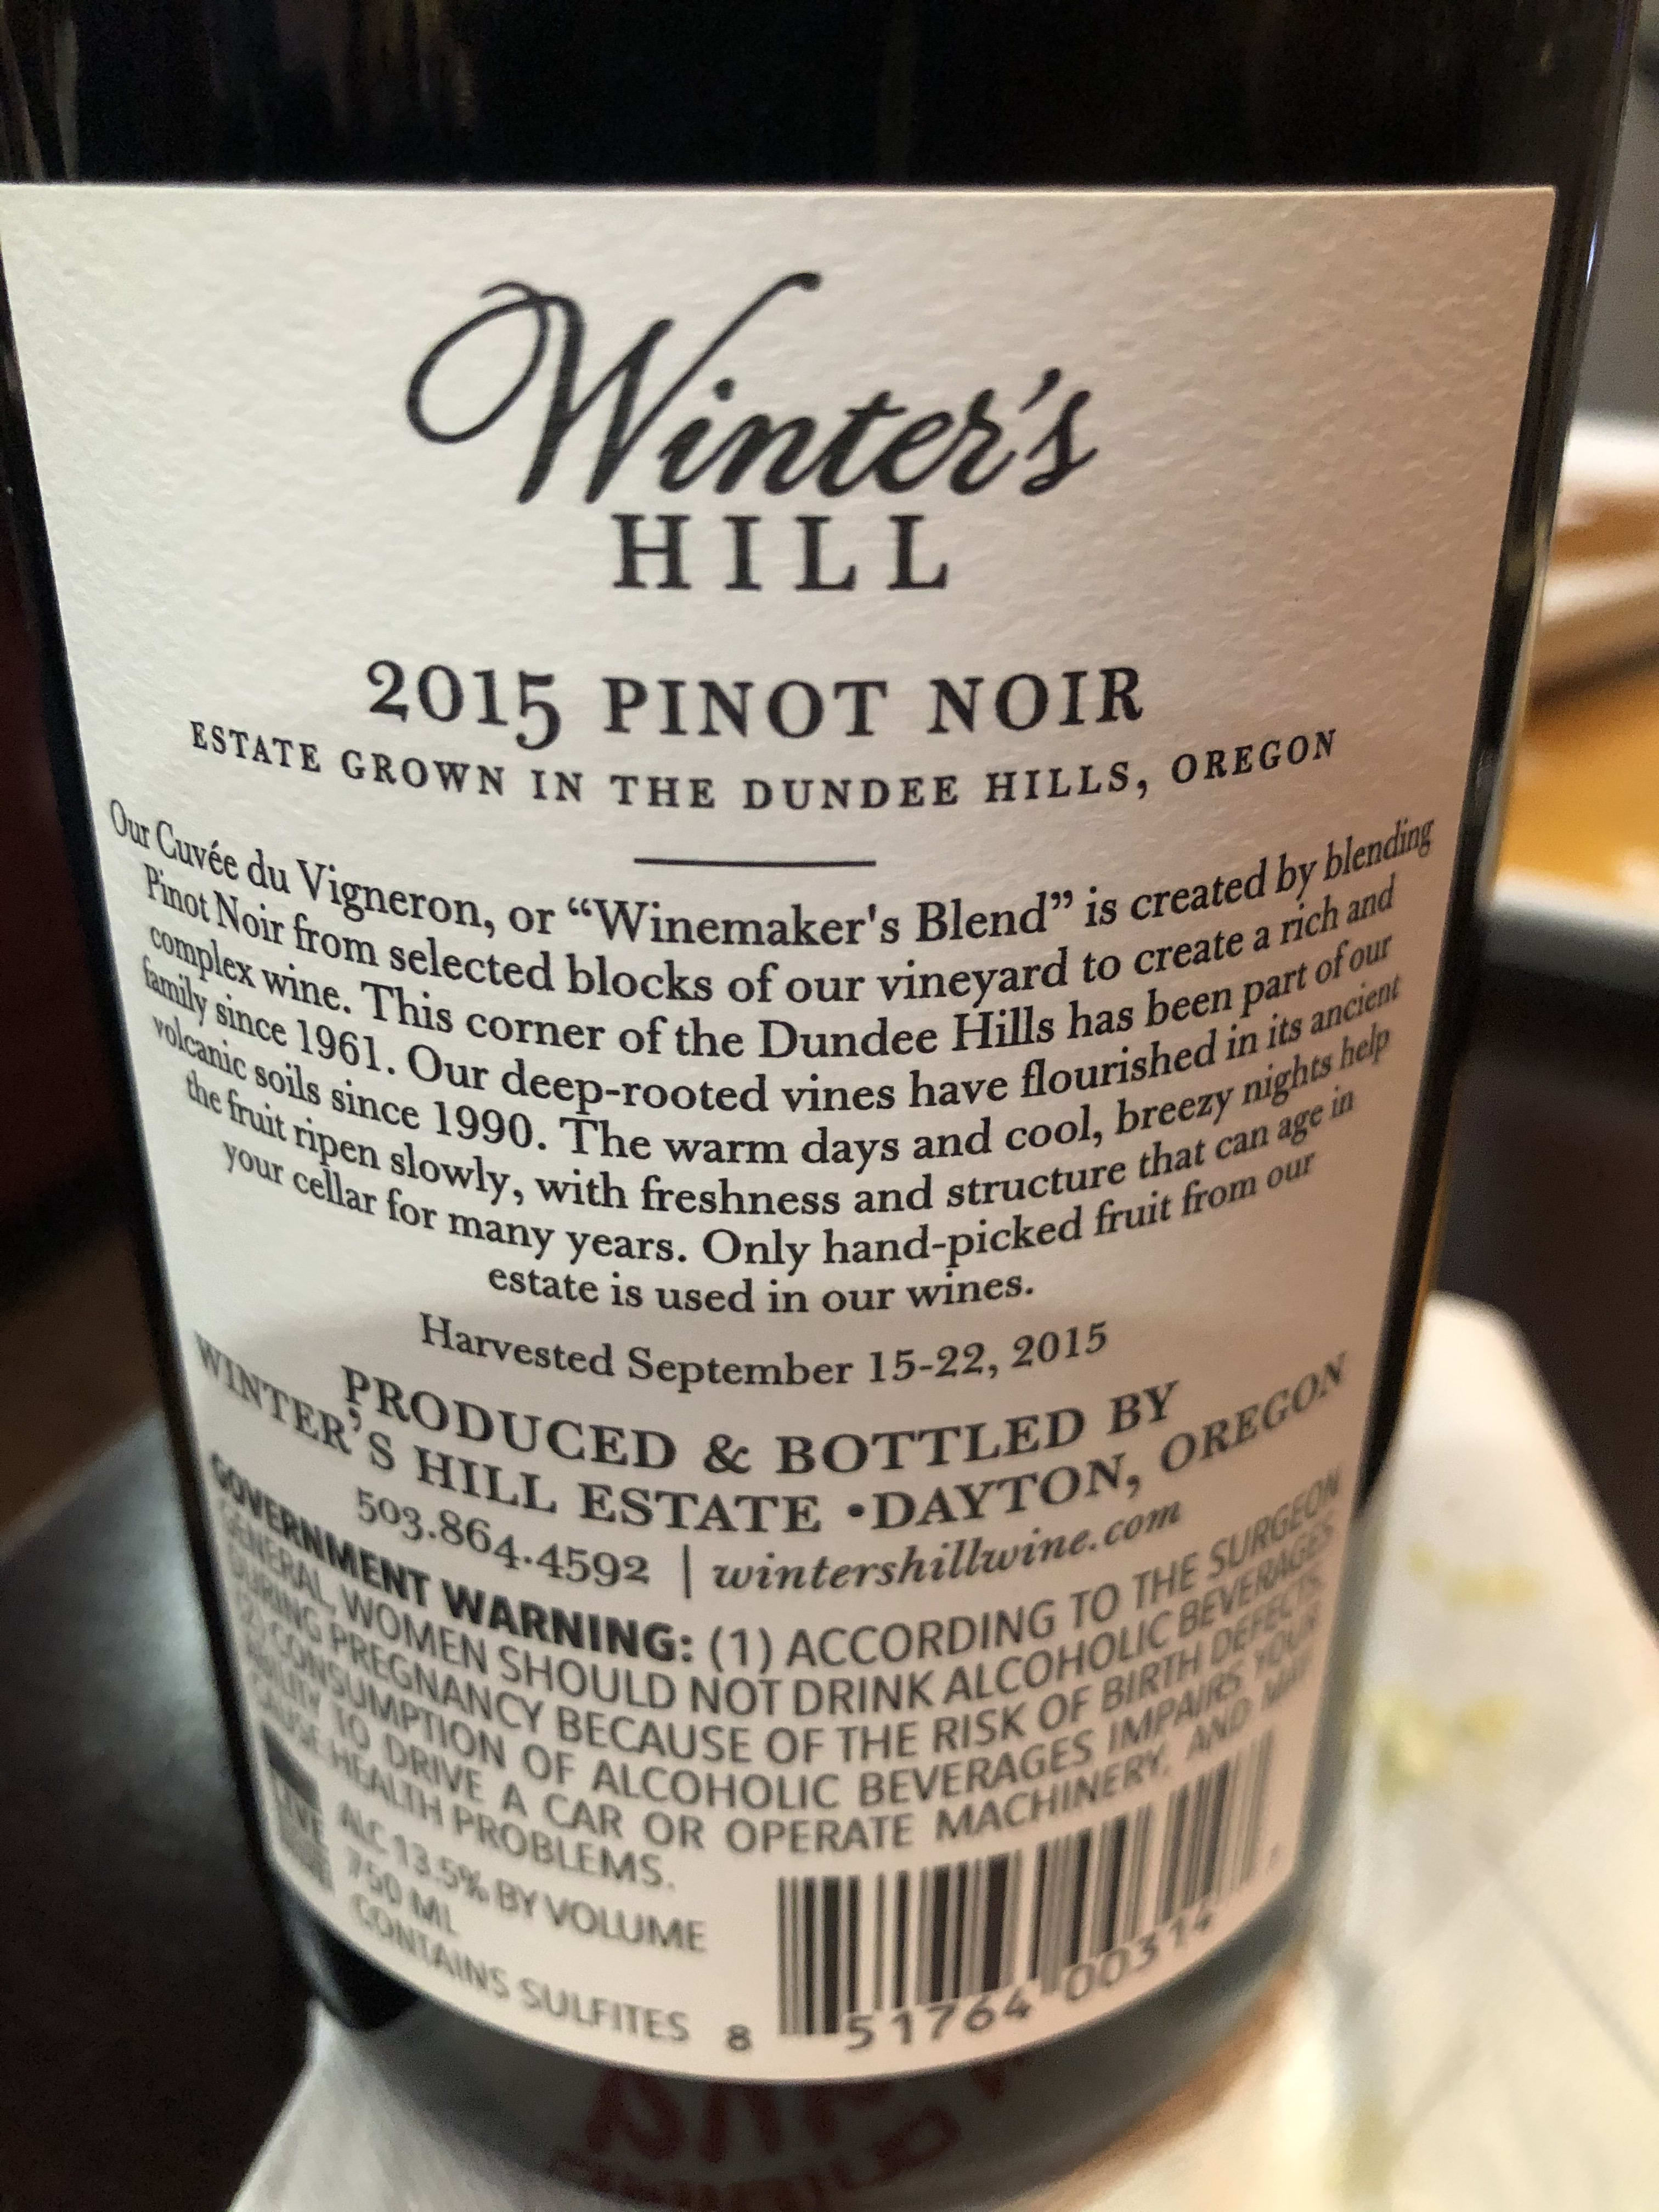 Winter's
HILL
2015 PINOT NOIR
ESTATE GROWN IN THE DUNDEE HILLS, OREGON
Our Cuvée du Vigneron, or “Winemaker's Blend” is created by blending
Pinot Noir from selected blocks of our vineyard to create a rich and
complex wine. This corner of the Dundee Hills has been part of our
family since 1961. Our deep-rooted vines have flourished in its ancient
volcanic soils since 1990. The warm days and cool, breezy nights help
the fruit ripen slowly, with freshness and structure that can age in
your cellar for many years. Only hand-picked fruit from our
estate is used in our wines.
Harvested September 15-22, 2015
PRODUCED & BOTTLED BY
WINTER'S HILL ESTATE •DAYTON, OREGON
503.864.4592 | wintershillwine.com
GOVERNMENT WARNING: (1) ACCORDING TO THE SURGEON
GENERAL, WOMEN SHOULD NOT DRINK ALCOHOLIC BEVERAGES
DURING PREGNANCY BECAUSE OF THE RISK OF BIRTH DEFECTS.
(2) CONSUMPTION OF ALCOHOLIC BEVERAGES IMPAIRS YOUR
ABILITY TO DRIVE A CAR OR OPERATE MACHINERY, AND MAY
CAUSE HEALTH PROBLEMS.
LIVE
ALC 13.5% BY VOLUME
750 ML
CONTAINS SULFITES
8 51764 00314